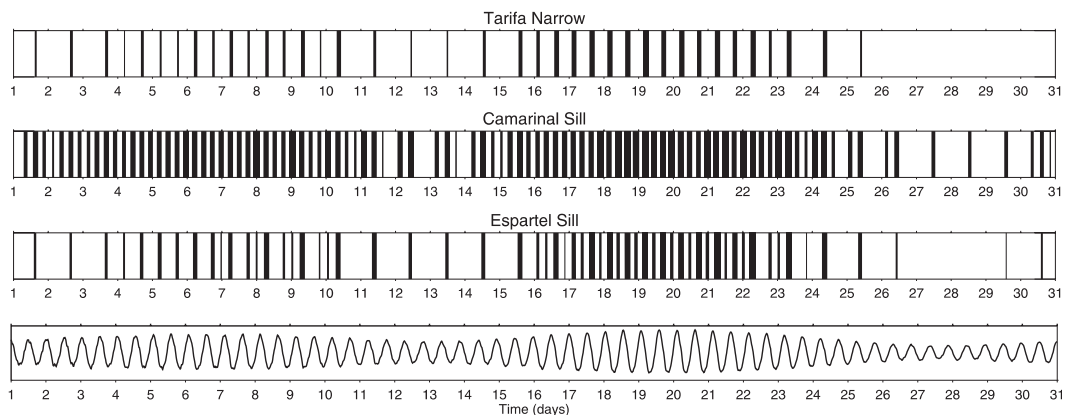 Tarifa Narrow
1 2 3 4 5 6 7 8 9 10 11 12 13 14 15 16 17 18 19 20 21 22 23 24 25 26 27 28 29 30 31
Camarinal Sill
1 2 3 4 5 6 7 8 9 10 11 12 13 14 15 16 17 18 19 20 21 22 23 24 25 26 27 28 29 30 31
Espartel Sill
1 2 3 4 5 6 7 8 9 10 11 12 13 14 15 16 17 18 19 20 21 22 23 24 25 26 27 28 29 30 31
1 2 3 4 5 6 7 8 9 10 11 12 13 14 15 16 17 18 19 20 21 22 23 24 25 26 27 28 29 30 31
Time (days)